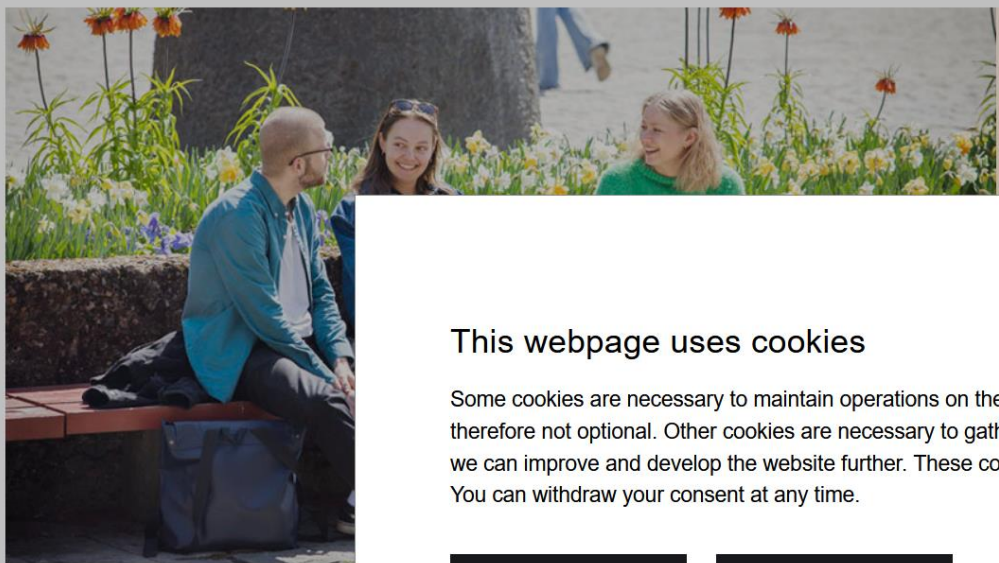 This webpage uses cookies
Some cookies are necessary to maintain operations on the
therefore not optional. Other cookies are necessary to
we can improve and develop the website further. These
You can withdraw your consent at any time.